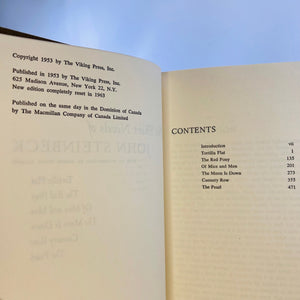 Copyright 1953 by The Viking Press, Inc.
Published in 1953 by The Viking Press, Inc.
625 Madison Avenue, New York 22, N.Y.
New edition completely reset in 1963
Published on the same day in the Dominion of Canada
by The Macmillan Company of Canada Limited
CONTENTS
Introduction vii
Tortilla Flat 1
The Red Pony 135
Of Mice and Men 203
The Moon Is Down 273
Cannery Row 355
The Pearl 471